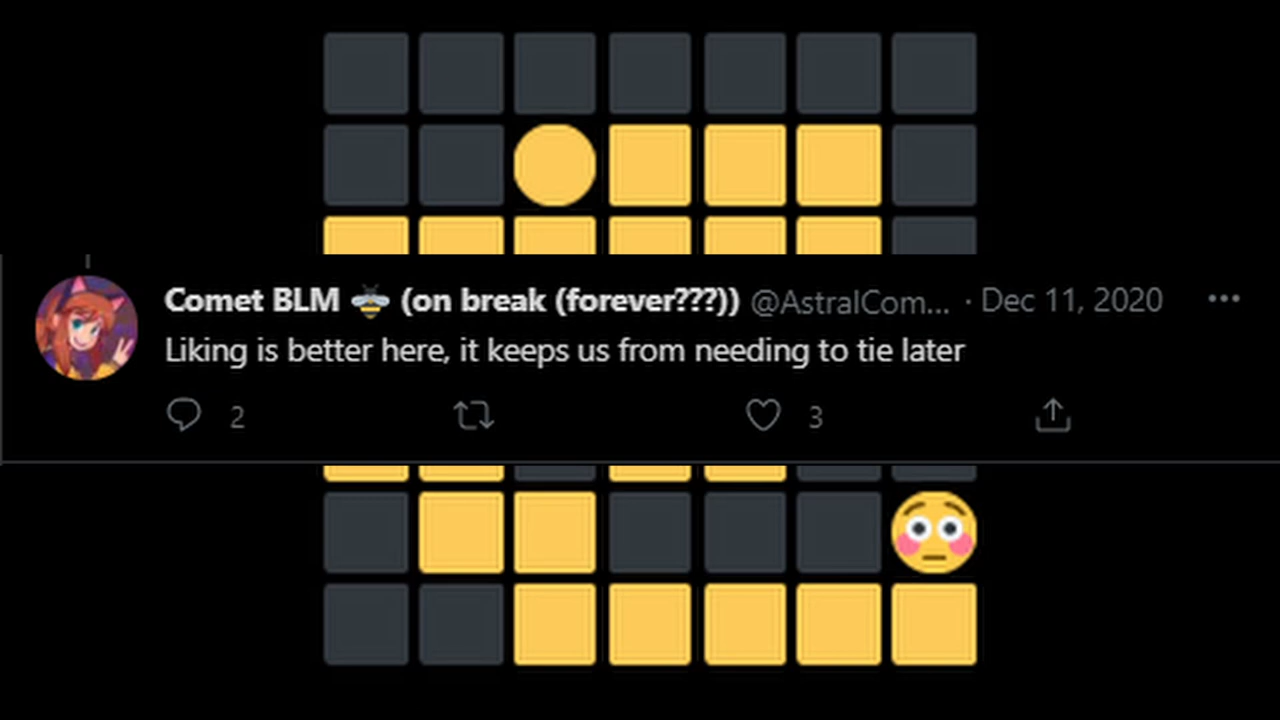 Comet BLM 🐝 (on break (forever???)) @AstralCom... · Dec 11, 2020
Liking is better here, it keeps us from needing to tie later
2 3